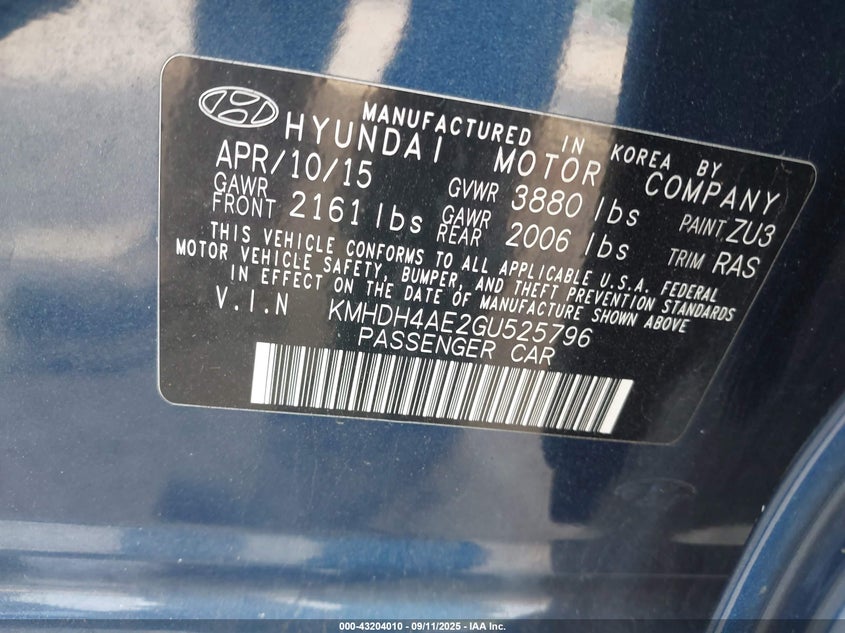 MANUFACTURED IN KOREA BY
HYUNDAI MOTOR COMPANY
APR/10/15 GVWR 3880 lbs PAINT ZU3
GAWR FRONT 2161 lbs GAWR REAR 2006 lbs TRIM RAS
THIS VEHICLE CONFORMS TO ALL APPLICABLE U.S.A. FEDERAL
MOTOR VEHICLE SAFETY, BUMPER, AND THEFT PREVENTION STANDARDS
IN EFFECT ON THE DATE OF MANUFACTURE SHOWN ABOVE
V.I.N KMHDH4AE2GU525796
PASSENGER CAR
000-43204010 - 09/11/2025 - IAA Inc.